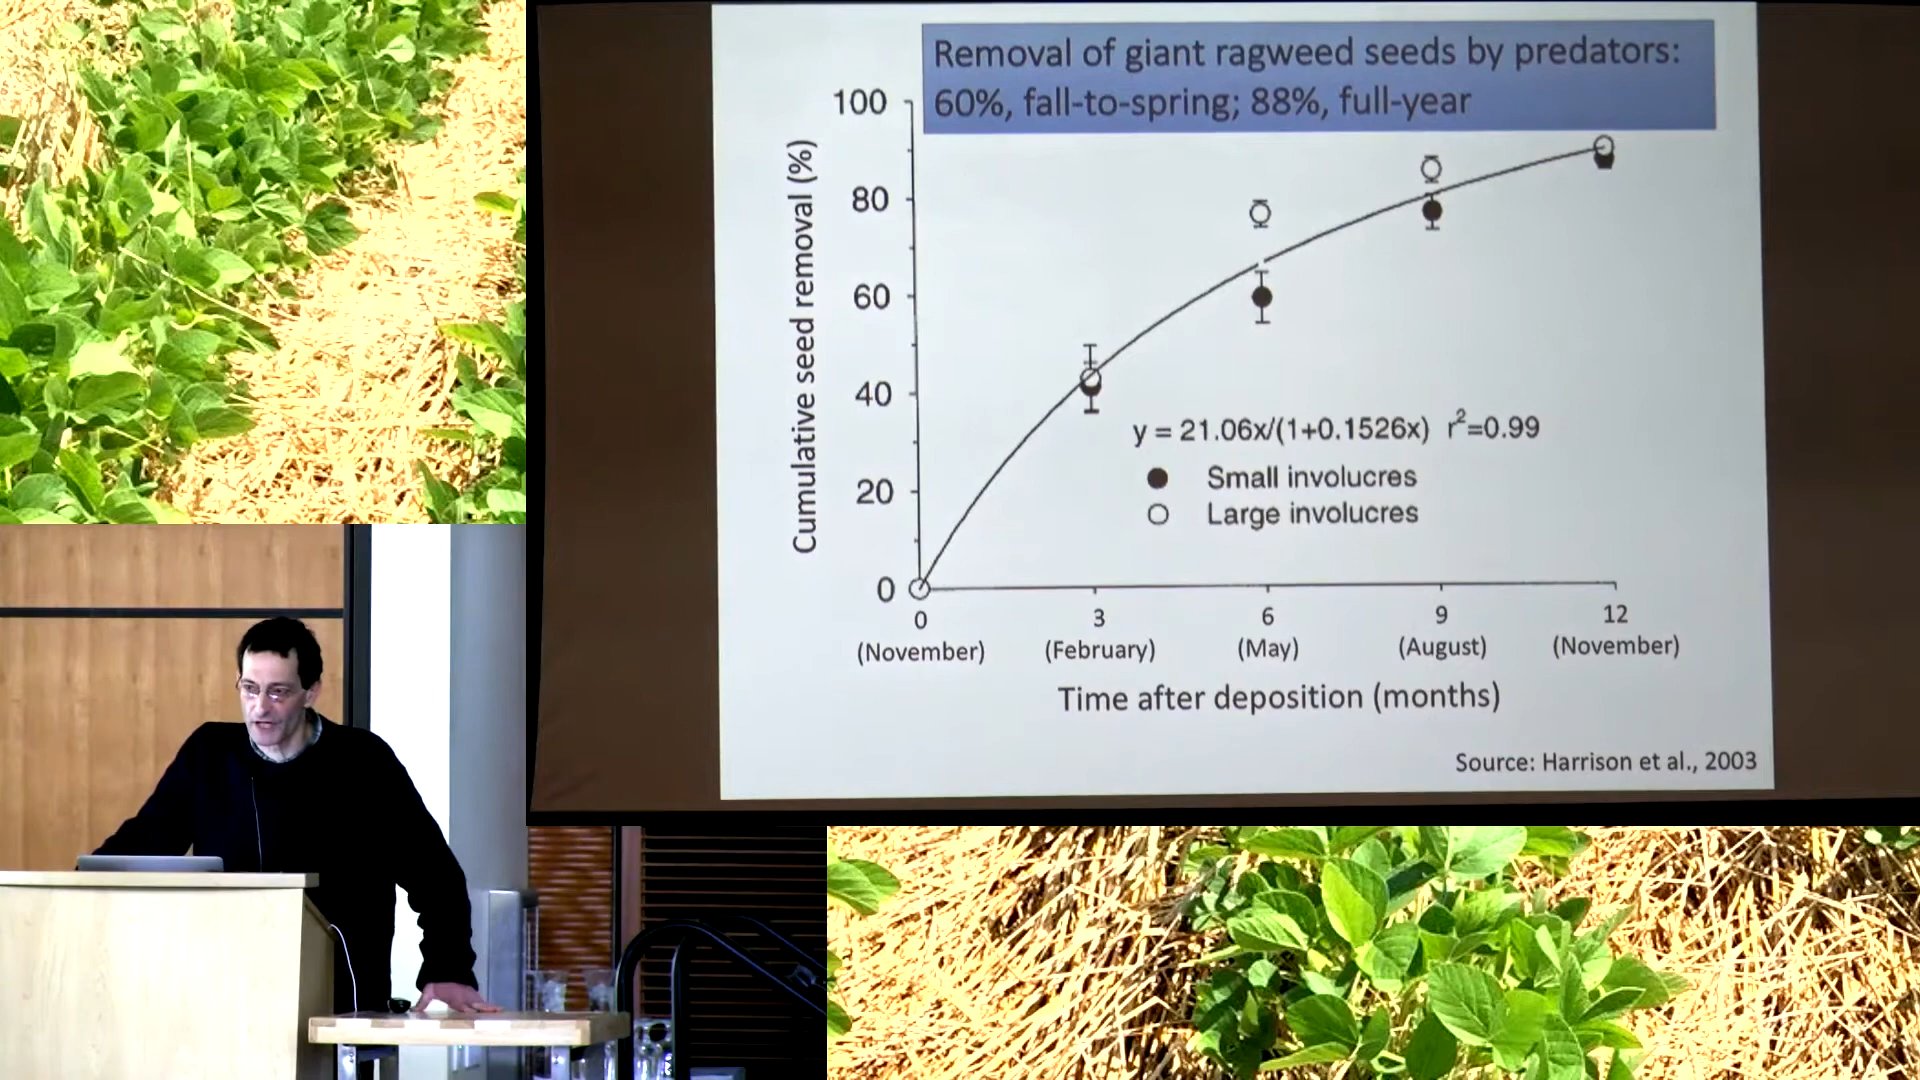 Removal of giant ragweed seeds by predators:
60%, fall-to-spring; 88%, full-year
Cumulative seed removal (%)
100
80
60
40
20
0
y = 21.06x/(1+0.1526x) r²=0.99
Small involucres
Large involucres
0 3 6 9 12
(November) (February) (May) (August) (November)
Time after deposition (months)
Source: Harrison et al., 2003